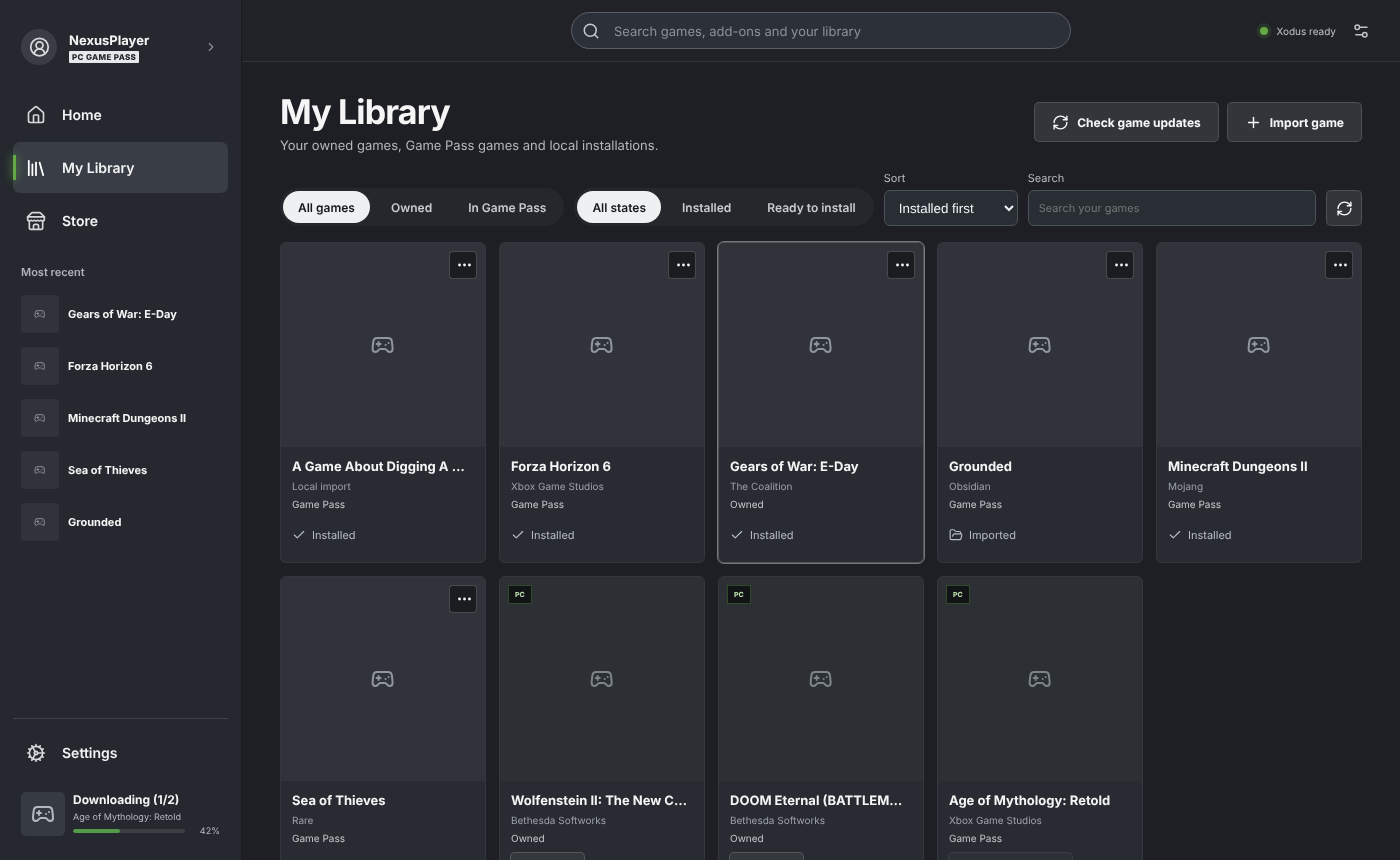 NexusPlayer
PC GAME PASS
Home
My Library
Store
Most recent
Gears of War: E-Day
Forza Horizon 6
Minecraft Dungeons II
Sea of Thieves
Grounded
Settings
Downloading (1/2)
Age of Mythology: Retold
42%
Search games, add-ons and your library
Xodus ready
My Library
Your owned games, Game Pass games and local installations.
Check game updates
Import game
All games Owned In Game Pass
All states Installed Ready to install
Sort
Installed first
Search
Search your games
A Game About Digging A ...
Local import
Game Pass
Installed
Forza Horizon 6
Xbox Game Studios
Game Pass
Installed
Gears of War: E-Day
The Coalition
Owned
Installed
Grounded
Obsidian
Game Pass
Imported
Minecraft Dungeons II
Mojang
Game Pass
Installed
Sea of Thieves
Rare
Game Pass
PC
Wolfenstein II: The New C...
Bethesda Softworks
Owned
PC
DOOM Eternal (BATTLEM...
Bethesda Softworks
Owned
PC
Age of Mythology: Retold
Xbox Game Studios
Game Pass